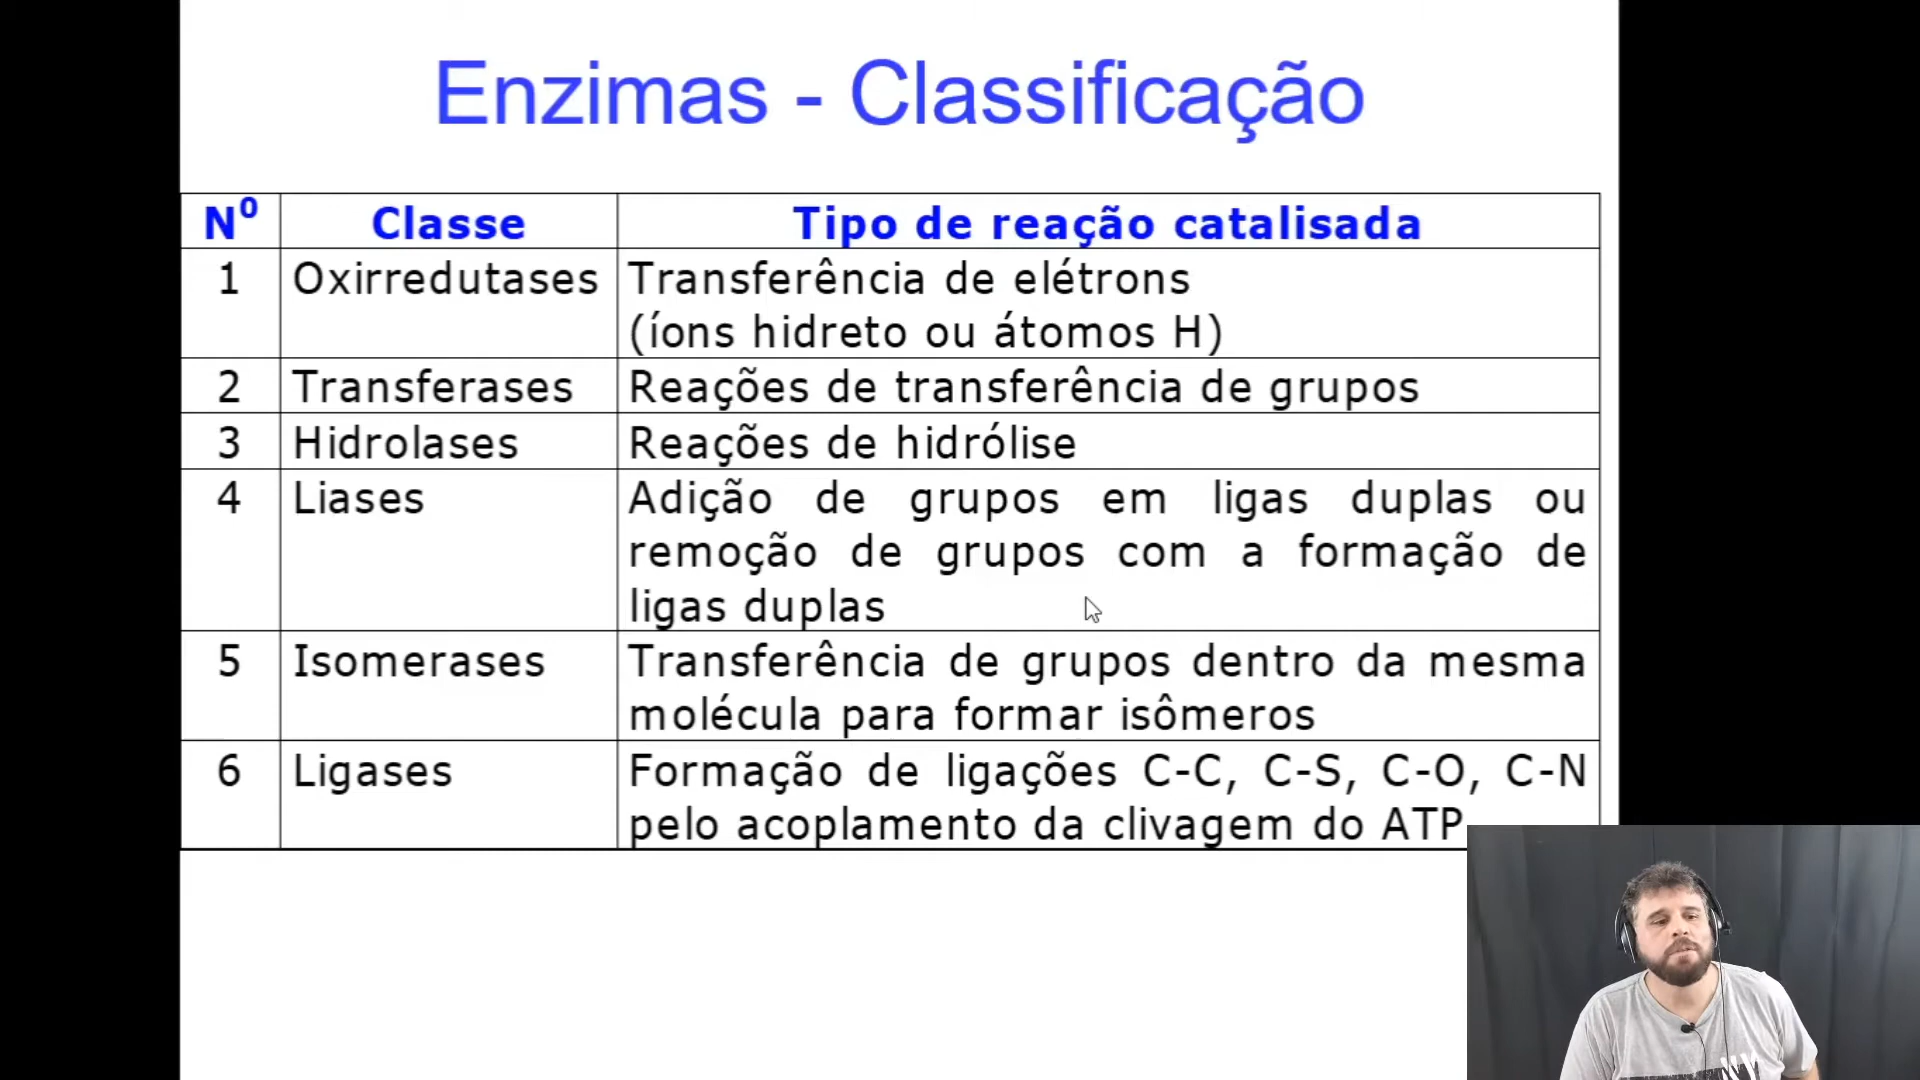 Enzimas - Classificação
Nº Classe Tipo de reação catalisada
1 Oxirredutases Transferência de elétrons
(íons hidreto ou átomos H)
2 Transferases Reações de transferência de grupos
3 Hidrolases Reações de hidrólise
4 Liases Adição de grupos em ligas duplas ou
remoção de grupos com a formação de
ligas duplas
5 Isomerases Transferência de grupos dentro da mesma
molécula para formar isômeros
6 Ligases Formação de ligações C-C, C-S, C-O, C-N
pelo acoplamento da clivagem do ATP